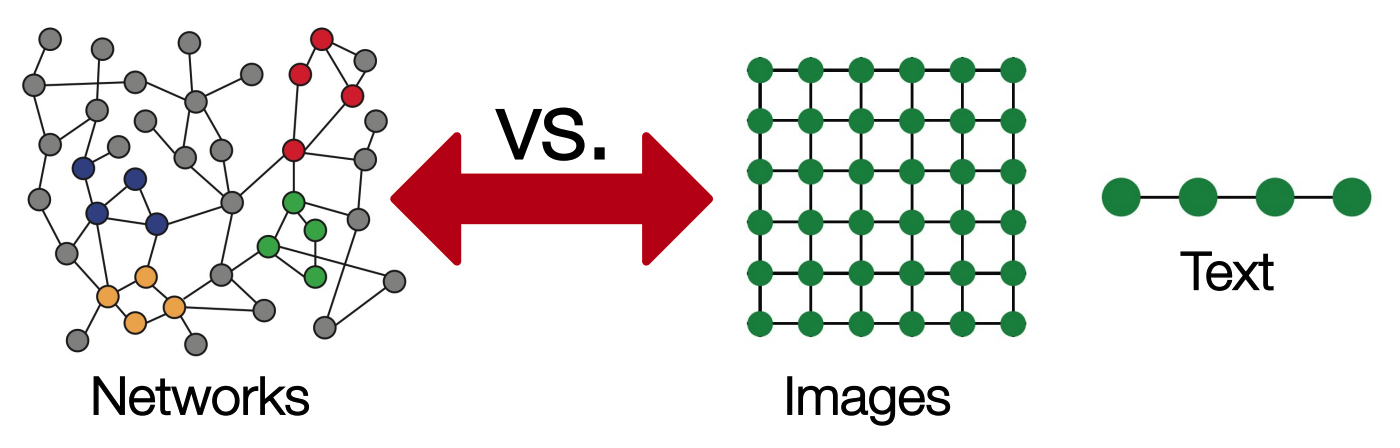 vs.
Networks
Images
Text